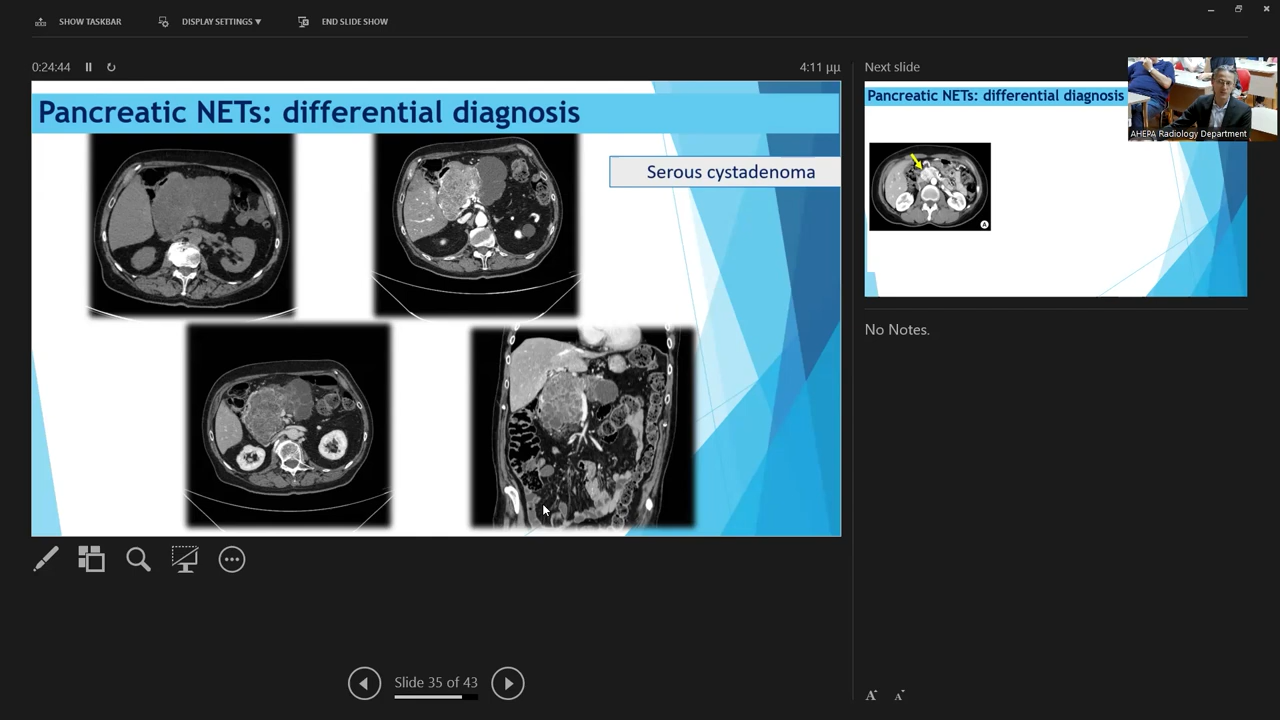 SHOW TASKBAR
DISPLAY SETTINGS ▼
END SLIDE SHOW
0:24:44
4:11 μμ
Next slide
Pancreatic NETs: differential diagnosis
Serous cystadenoma
Pancreatic NETs: differential diagnosis
AHEPA Radiology Department
A
No Notes.
Slide 35 of 43
A
A